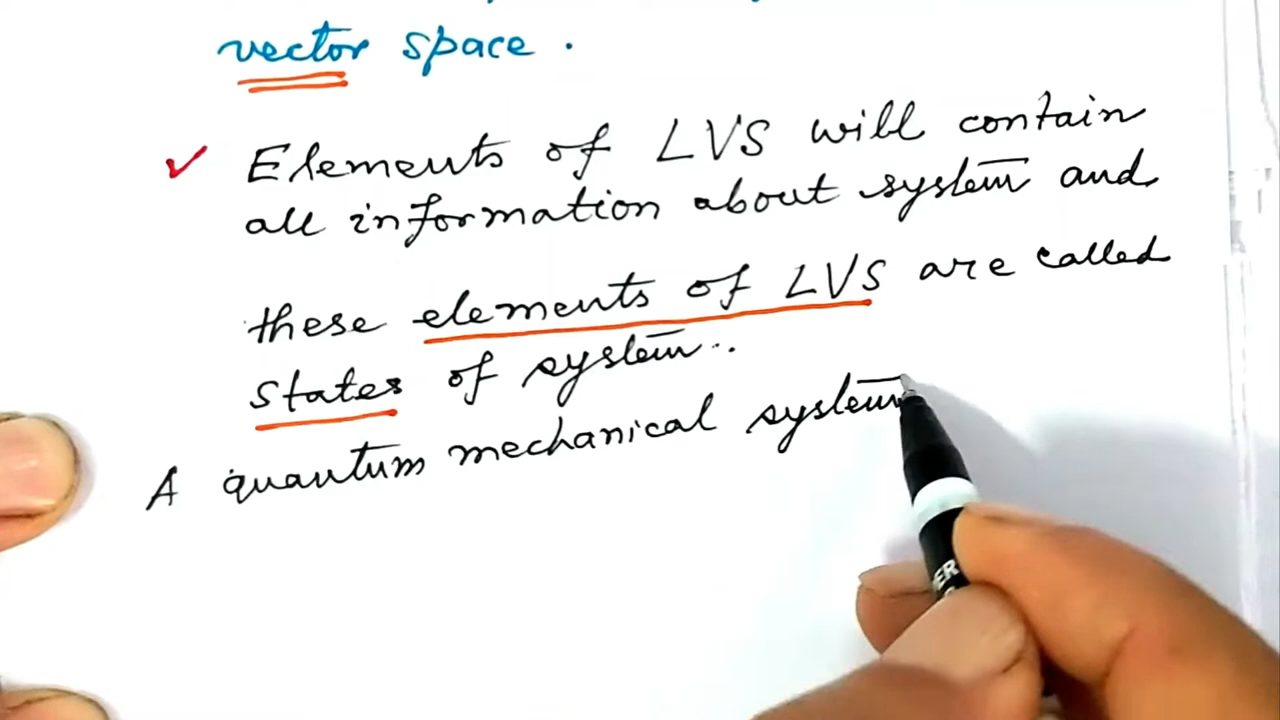 vector space.
✓ Elements of LVS will contain
all information about system and
these elements of LVS are called
states of system..
A quantum mechanical system
ER